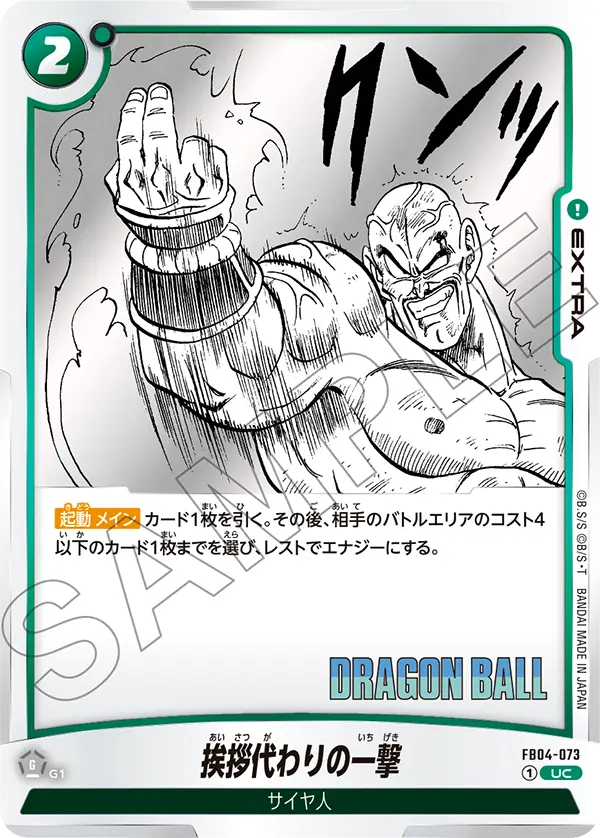 2
クンッ
EXTRA
起動メイン カード1枚を引く。その後、相手のバトルエリアのコスト4
以下のカード1枚までを選び、レストでエナジーにする。
SAMPLE
©B.S/S ©B/S・T BANDAI MADE IN JAPAN
DRAGON BALL
挨拶代わりの一撃
FB04-073
G G1
1 UC
サイヤ人